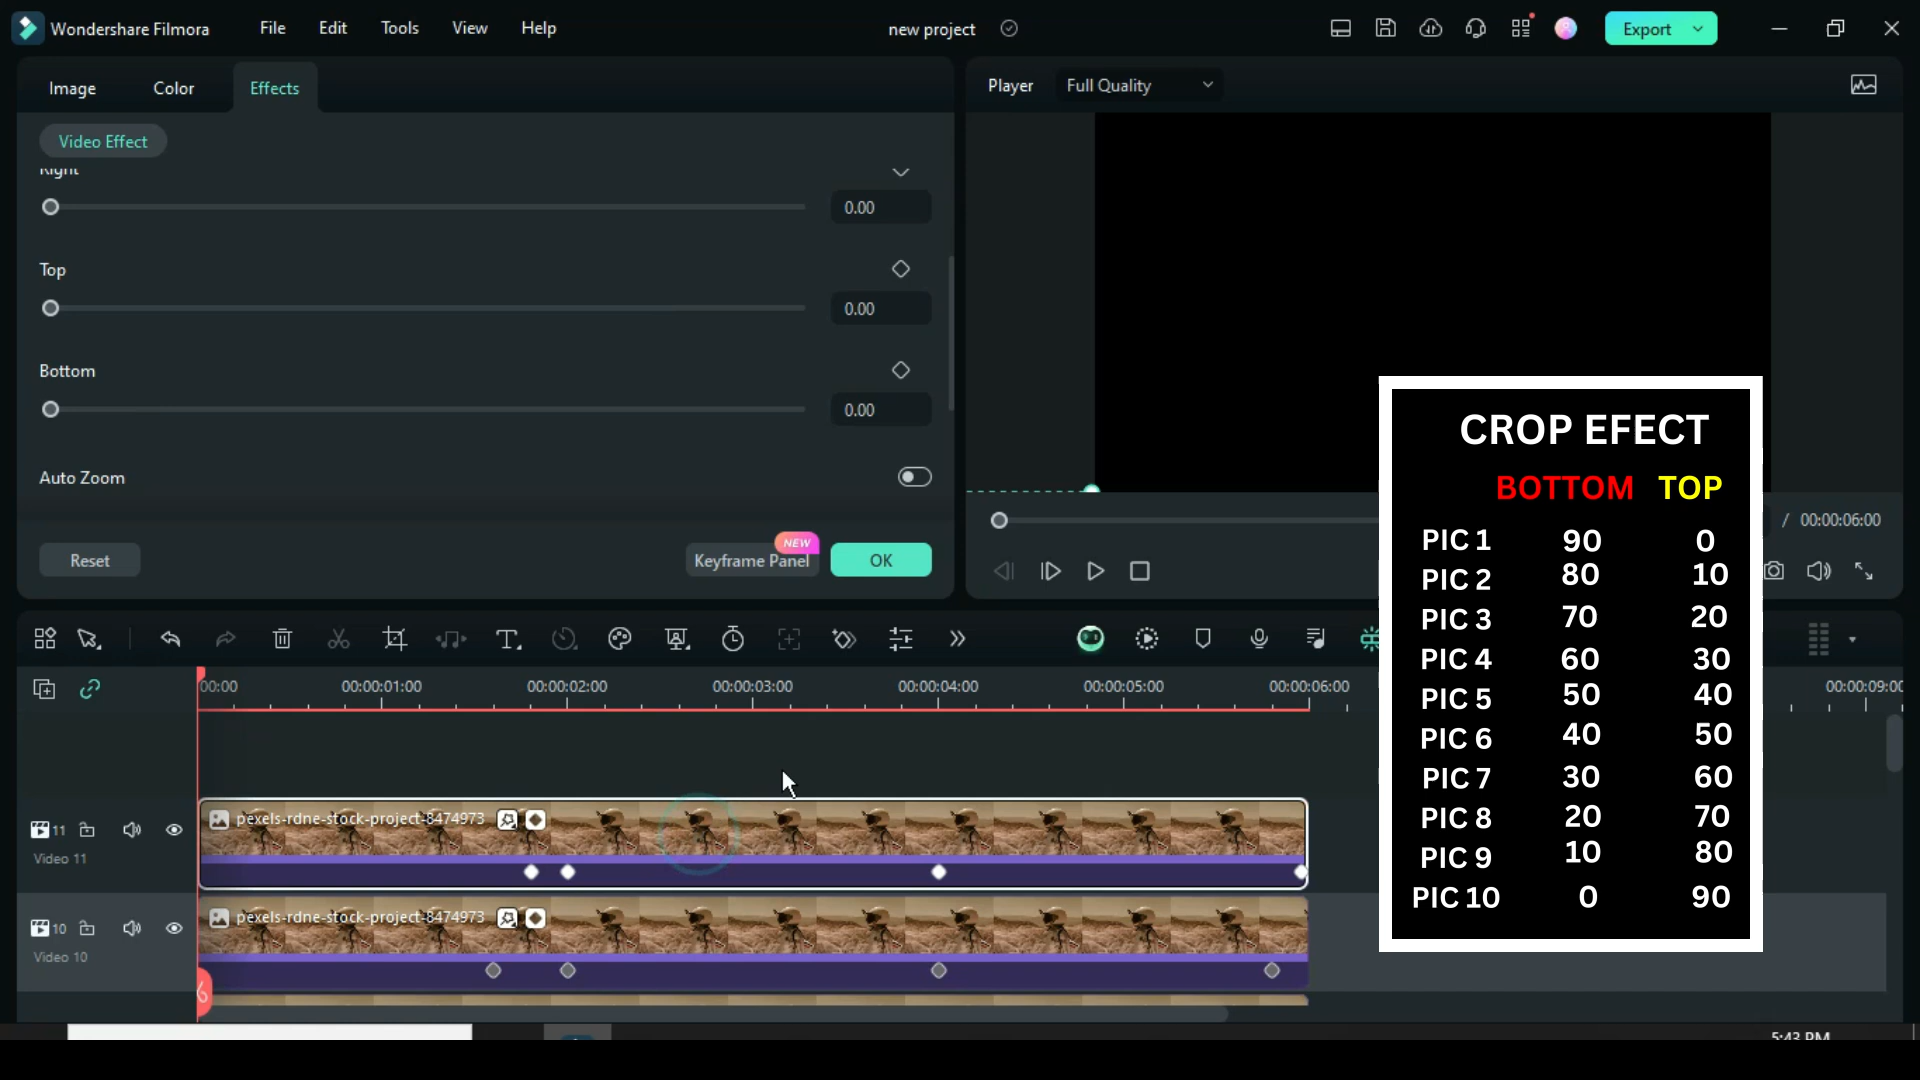 Wondershare Filmora File Edit Tools View Help new project Export
Image Color Effects Player Full Quality
Video Effect
Right
0.00
Top
0.00
Bottom
0.00
Auto Zoom
NEW
Reset Keyframe Panel OK
/ 00:00:06:00
CROP EFECT
BOTTOM TOP
PIC 1 90 0
PIC 2 80 10
PIC 3 70 20
PIC 4 60 30
PIC 5 50 40
PIC 6 40 50
PIC 7 30 60
PIC 8 20 70
PIC 9 10 80
PIC 10 0 90
00:00 00:00:01:00 00:00:02:00 00:00:03:00 00:00:04:00 00:00:05:00 00:00:06:00 00:00:09:00
pexels-rdne-stock-project-8474973
11
Video 11
pexels-rdne-stock-project-8474973
10
Video 10
5:43 PM